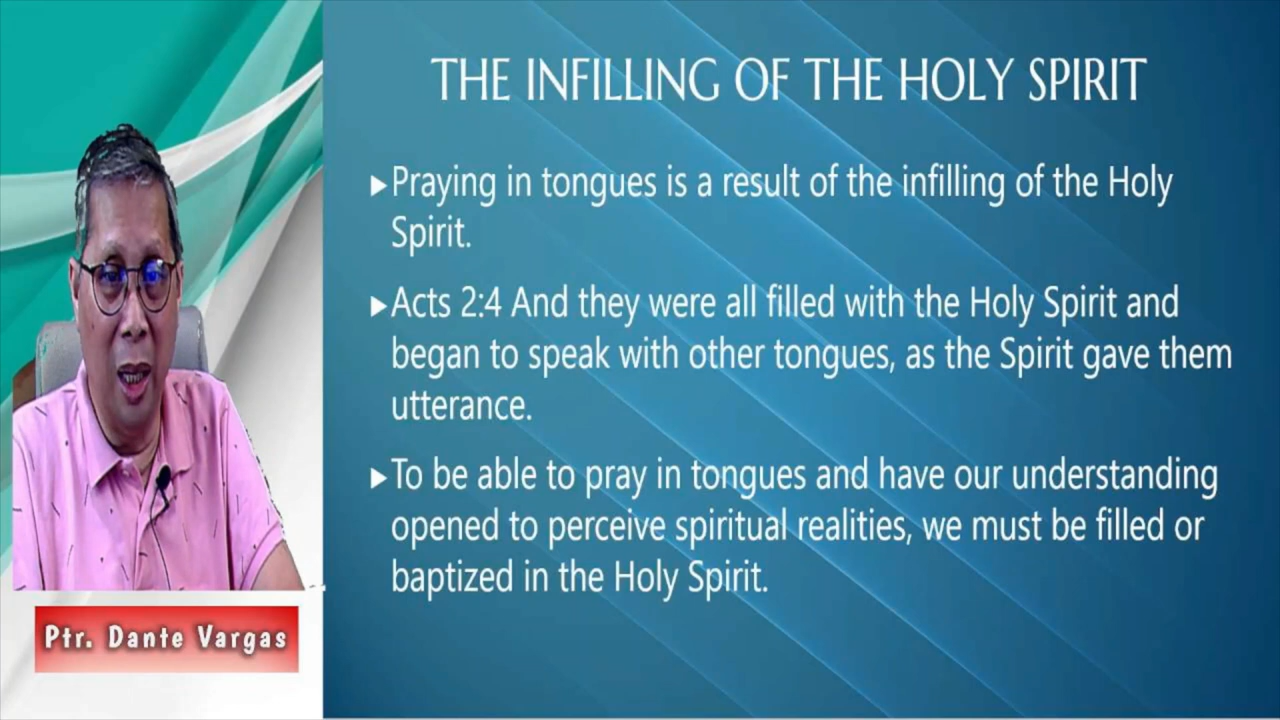 THE INFILLING OF THE HOLY SPIRIT
Praying in tongues is a result of the infilling of the Holy
Spirit.
Acts 2:4 And they were all filled with the Holy Spirit and
began to speak with other tongues, as the Spirit gave them
utterance.
To be able to pray in tongues and have our understanding
opened to perceive spiritual realities, we must be filled or
baptized in the Holy Spirit.
Ptr. Dante Vargas